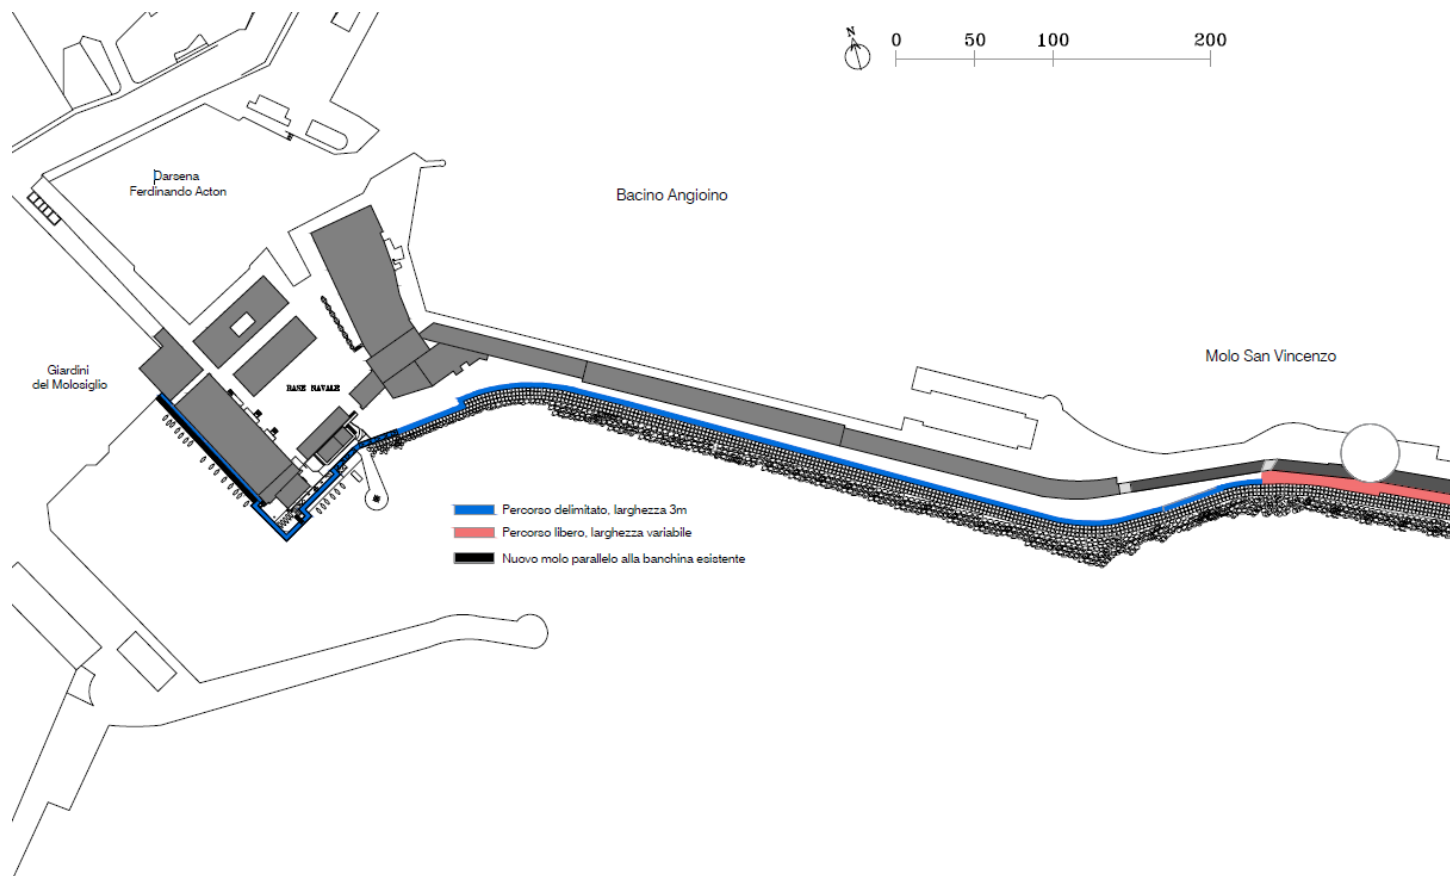 N
0 50 100 200
Darsena
Ferdinando Acton
Bacino Angioino
Molo San Vincenzo
Giardini
del Molosiglio
BASE NAVALE
Percorso delimitato, larghezza 3m
Percorso libero, larghezza variabile
Nuovo molo parallelo alla banchina esistente